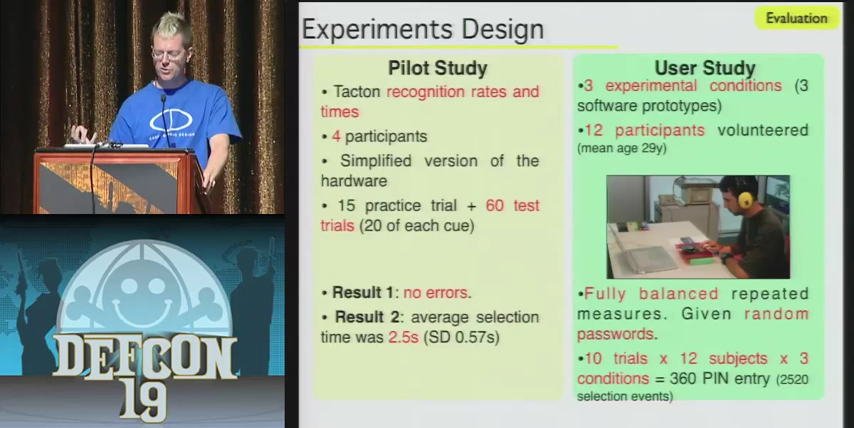 Experiments Design
Evaluation
Pilot Study
• Tacton recognition rates and
times
• 4 participants
• Simplified version of the
hardware
• 15 practice trial + 60 test
trials (20 of each cue)
• Result 1: no errors.
• Result 2: average selection
time was 2.5s (SD 0.57s)
User Study
•3 experimental conditions (3
software prototypes)
•12 participants volunteered
(mean age 29y)
•Fully balanced repeated
measures. Given random
passwords.
•10 trials x 12 subjects x 3
conditions = 360 PIN entry (2520
selection events)
DEFCON
19